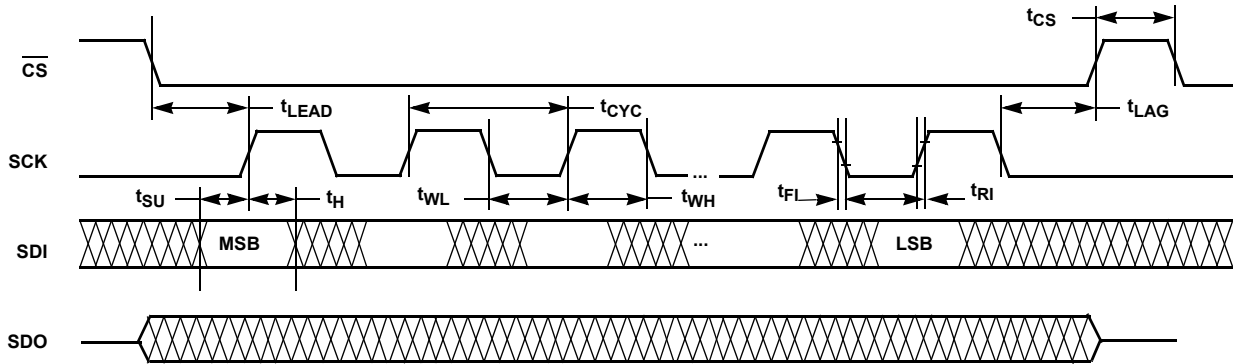 tCS
CS
tLEAD
tCYC
tLAG
SCK
...
tSU
tH
tWL
tWH
tFI
tRI
SDI
MSB
...
LSB
SDO